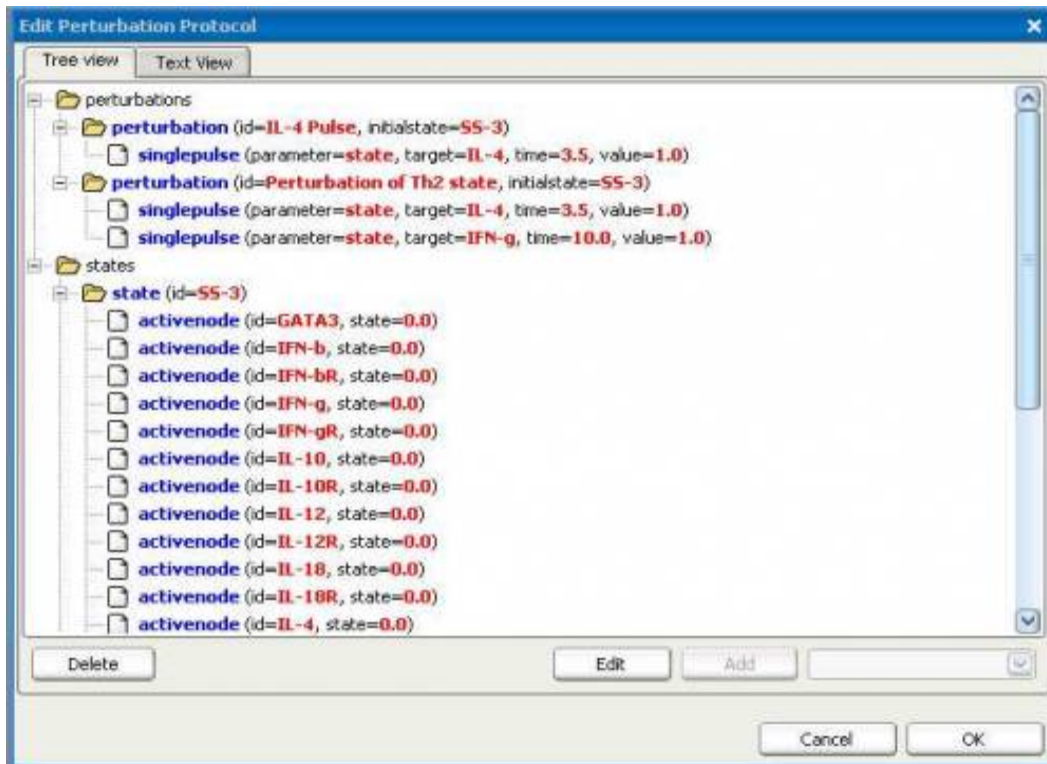 Edit Perturbation Protocol
Tree view Text View
perturbations
perturbation (id=IL-4 Pulse, initialstate=SS-3)
singlepulse (parameter=state, target=IL-4, time=3.5, value=1.0)
perturbation (id=Perturbation of Th2 state, initialstate=SS-3)
singlepulse (parameter=state, target=IL-4, time=3.5, value=1.0)
singlepulse (parameter=state, target=IFN-g, time=10.0, value=1.0)
states
state (id=SS-3)
activenode (id=GATA3, state=0.0)
activenode (id=IFN-b, state=0.0)
activenode (id=IFN-bR, state=0.0)
activenode (id=IFN-g, state=0.0)
activenode (id=IFN-gR, state=0.0)
activenode (id=IL-10, state=0.0)
activenode (id=IL-10R, state=0.0)
activenode (id=IL-12, state=0.0)
activenode (id=IL-12R, state=0.0)
activenode (id=IL-18, state=0.0)
activenode (id=IL-18R, state=0.0)
activenode (id=IL-4, state=0.0)
Delete Edit Add
Cancel OK